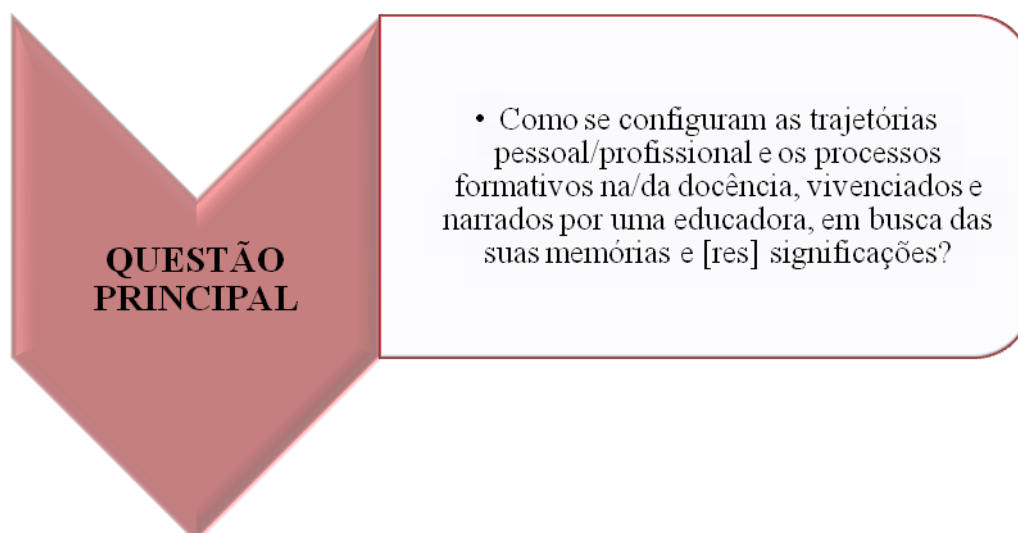 QUESTÃO
PRINCIPAL
• Como se configuram as trajetórias
pessoal/profissional e os processos
formativos na/da docência, vivenciados e
narrados por uma educadora, em busca das
suas memórias e [res] significações?